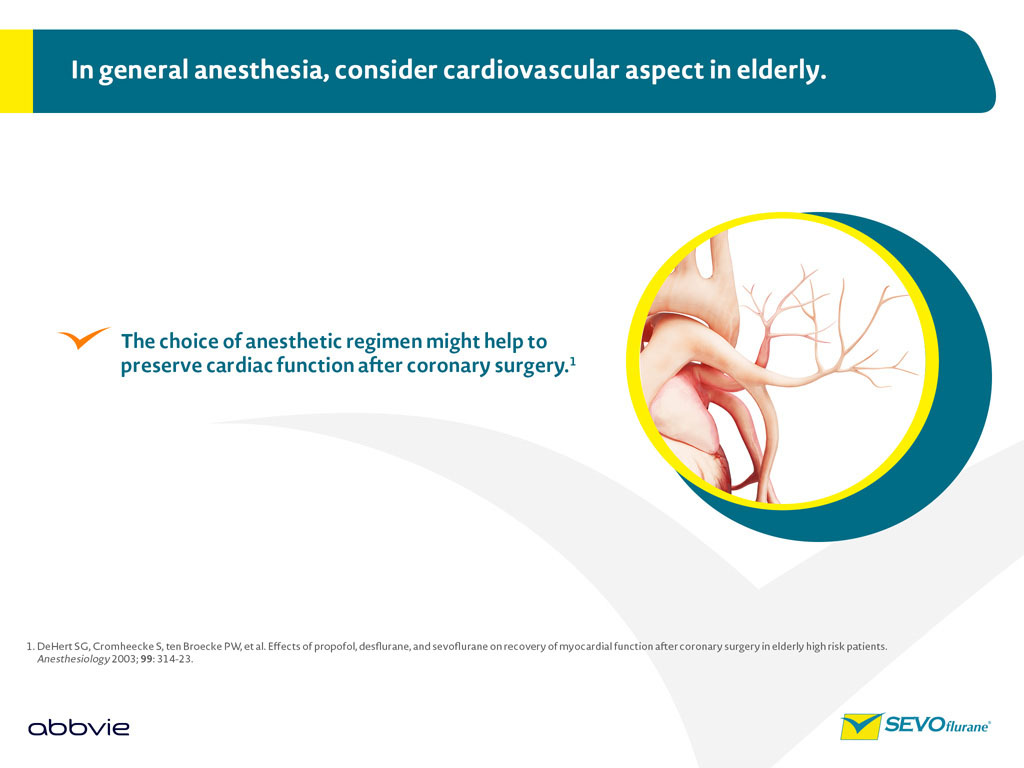 In general anesthesia, consider cardiovascular aspect in elderly.
The choice of anesthetic regimen might help to
preserve cardiac function after coronary surgery.1
1. DeHert SG, Cromheecke S, ten Broecke PW, et al. Effects of propofol, desflurane, and sevoflurane on recovery of myocardial function after coronary surgery in elderly high risk patients.
Anesthesiology 2003; 99: 314-23.
abbvie
SEVOflurane®